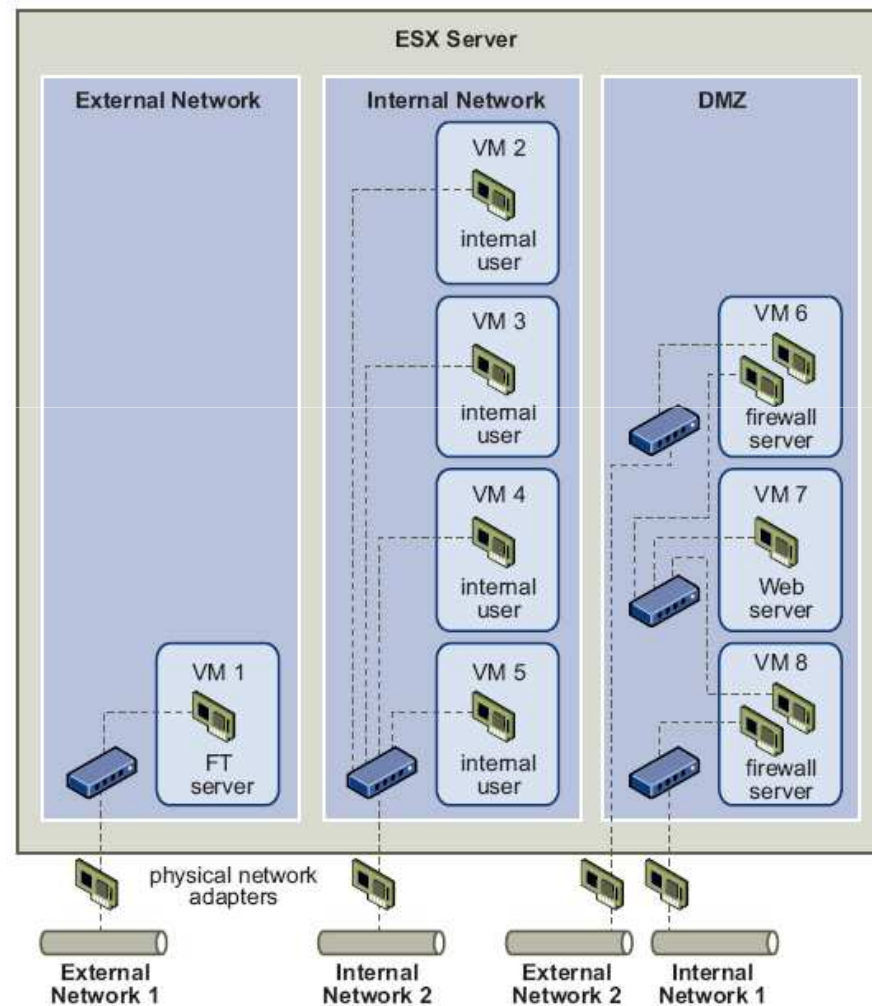 ESX Server
External Network
Internal Network
DMZ
VM 2
internal
user
VM 3
internal
user
VM 4
internal
user
VM 5
internal
user
VM 6
firewall
server
VM 7
Web
server
VM 8
firewall
server
VM 1
FT
server
physical network
adapters
External
Network 1
Internal
Network 2
External
Network 2
Internal
Network 1